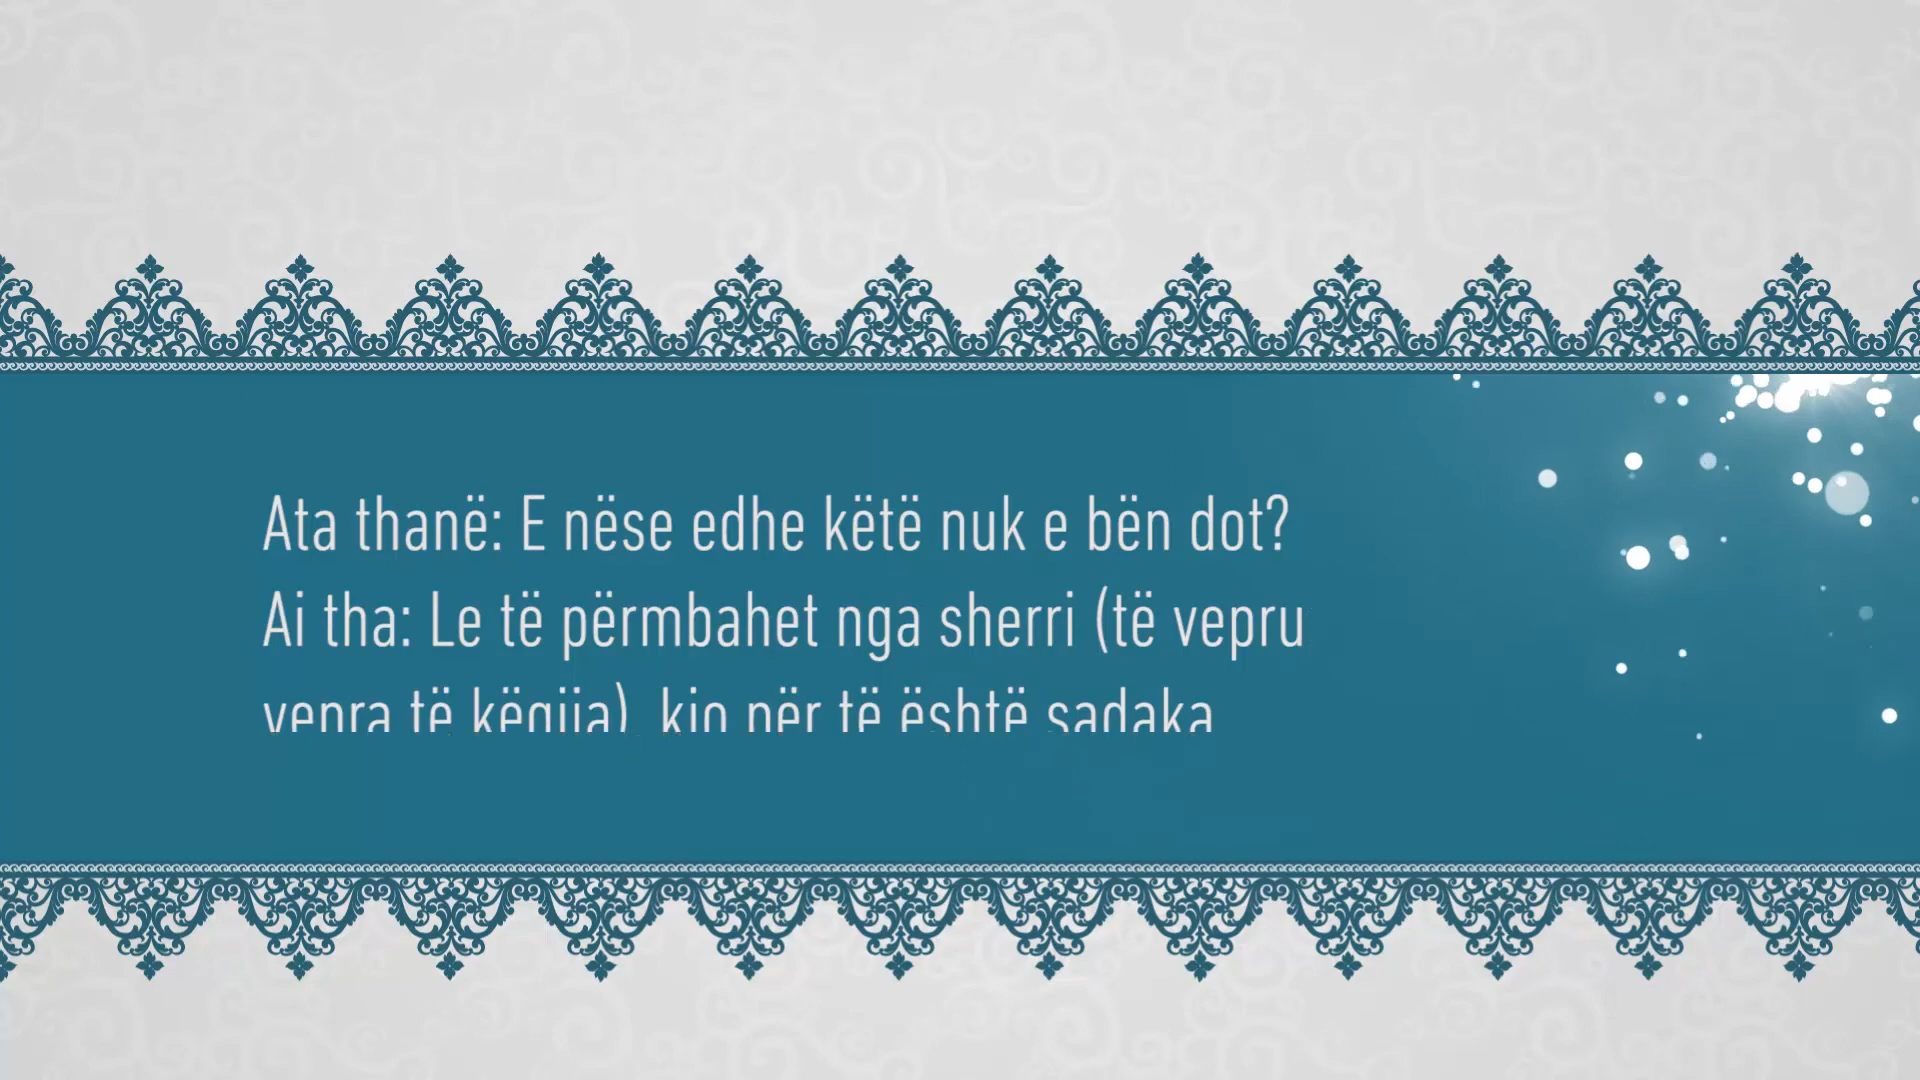 Ata thanë: E nëse edhe këtë nuk e bën dot?
Ai tha: Le të përmbahet nga sherri (të vepru
vepra të këqija), kjo për të është sadaka